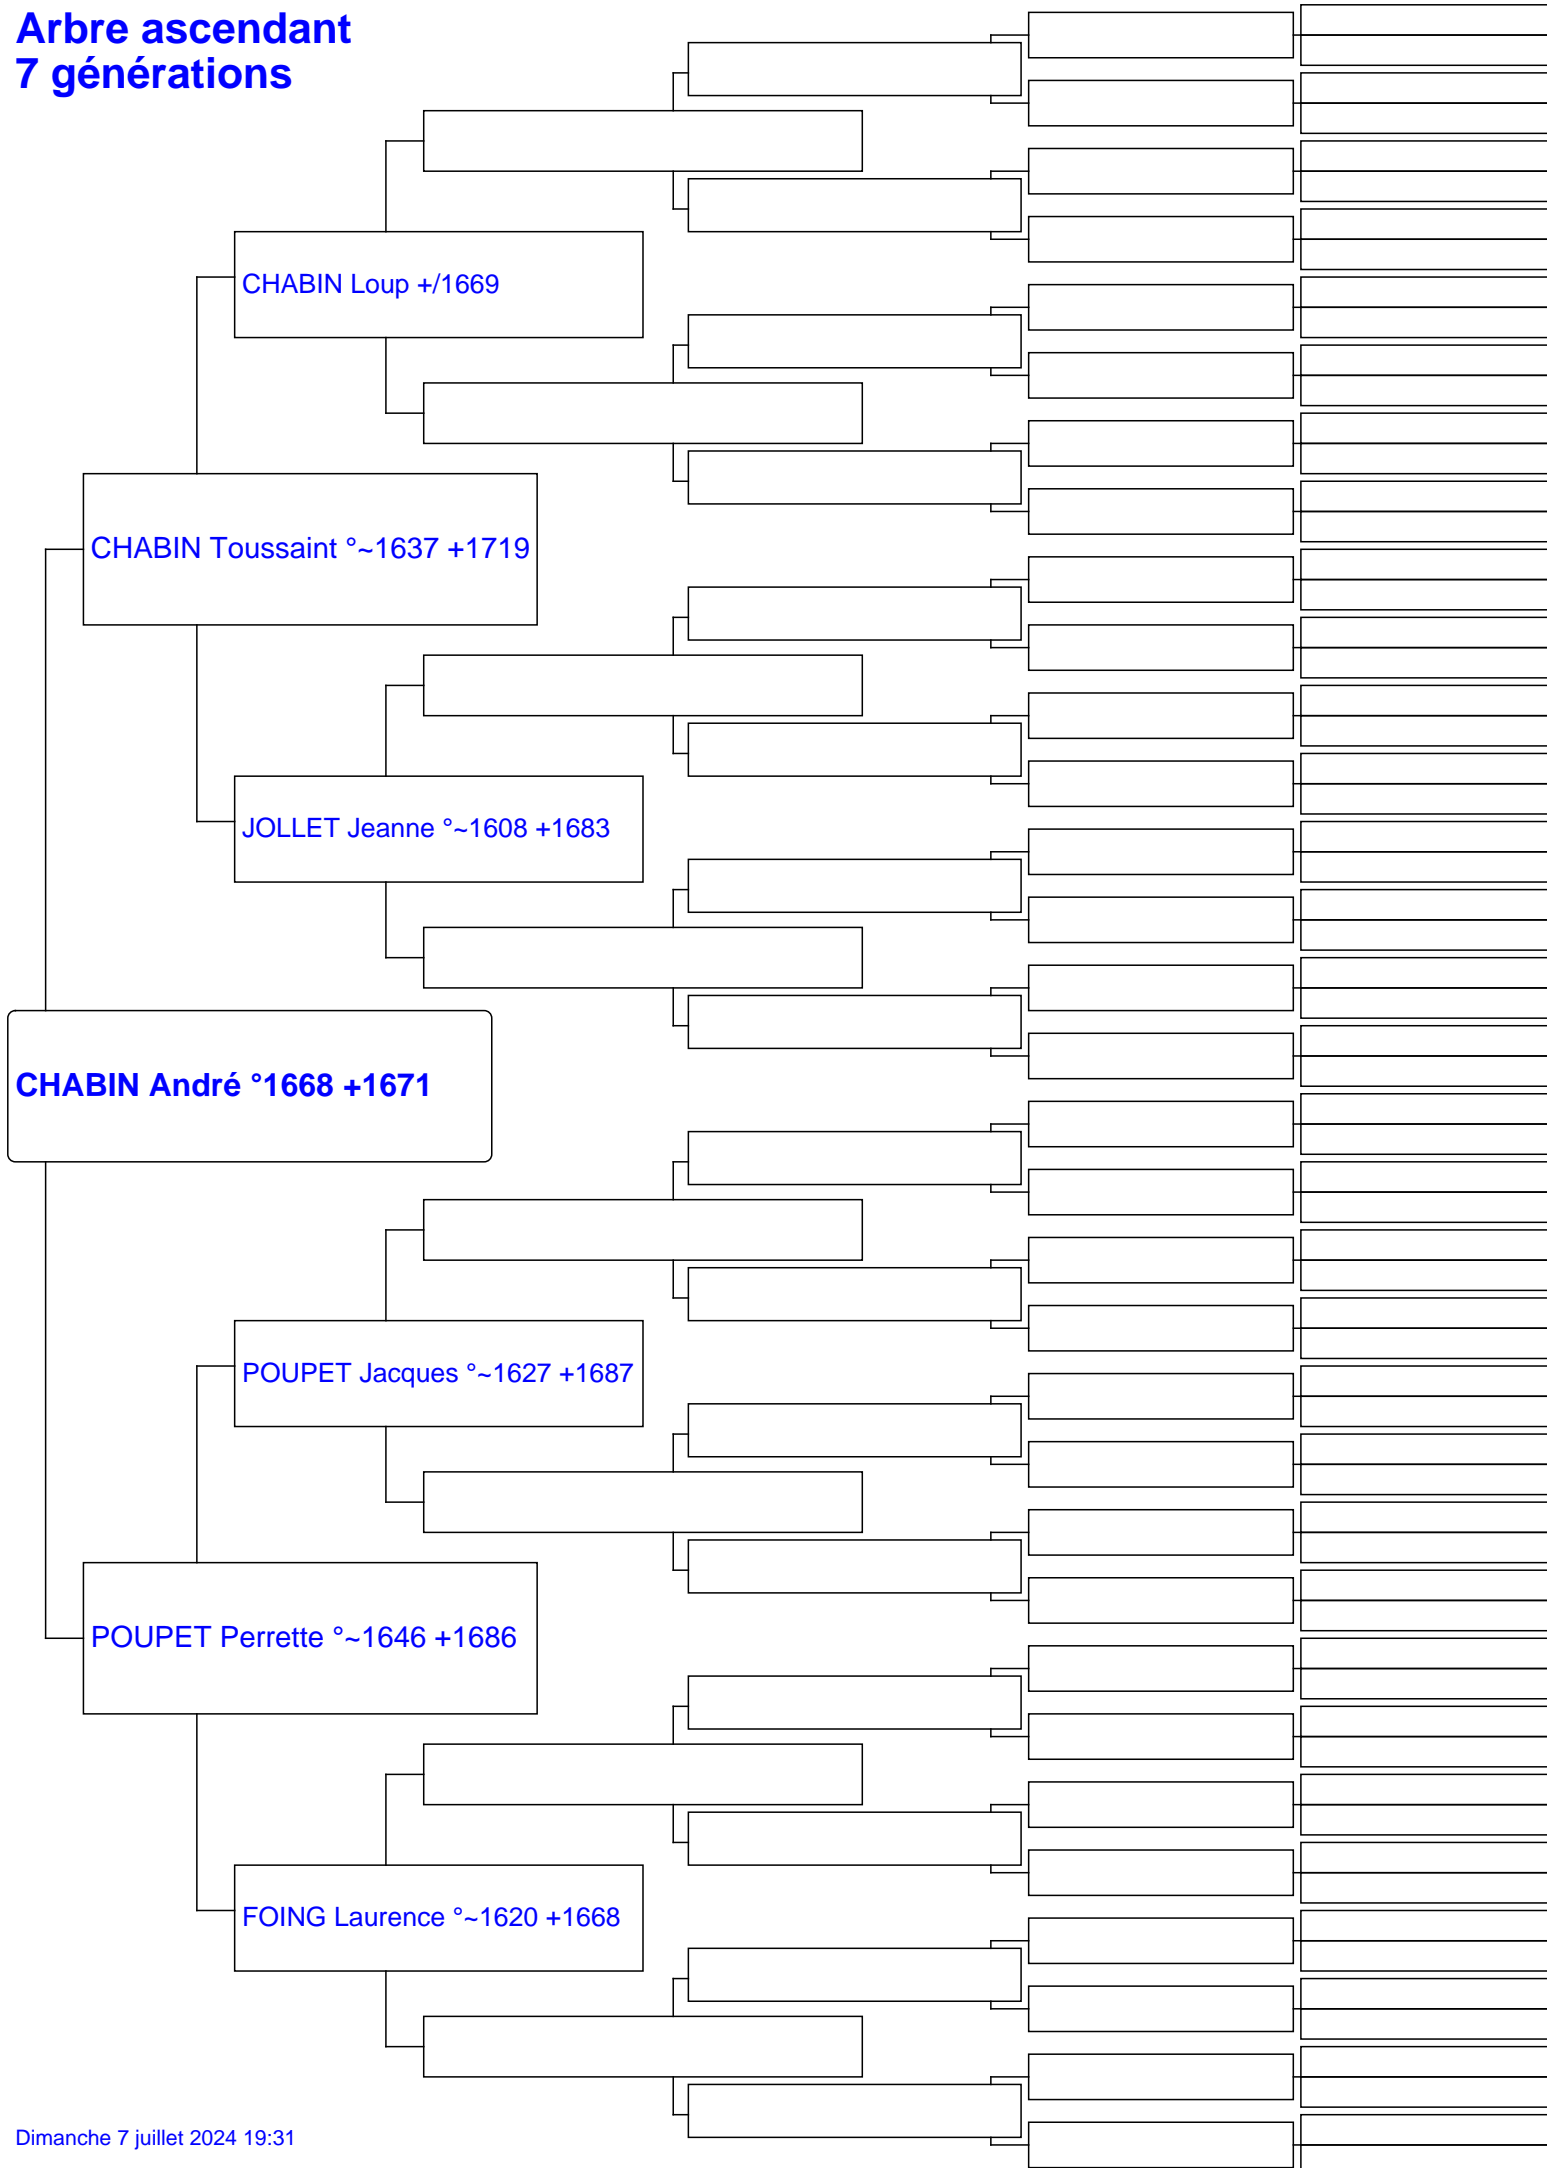 Arbre ascendant
7 générations
CHABIN Loup +/1669
CHABIN Toussaint °~1637 +1719
JOLLET Jeanne °~1608 +1683
CHABIN André °1668 +1671
POUPET Jacques °~1627 +1687
POUPET Perrette °~1646 +1686
FOING Laurence °~1620 +1668
Dimanche 7 juillet 2024 19:31